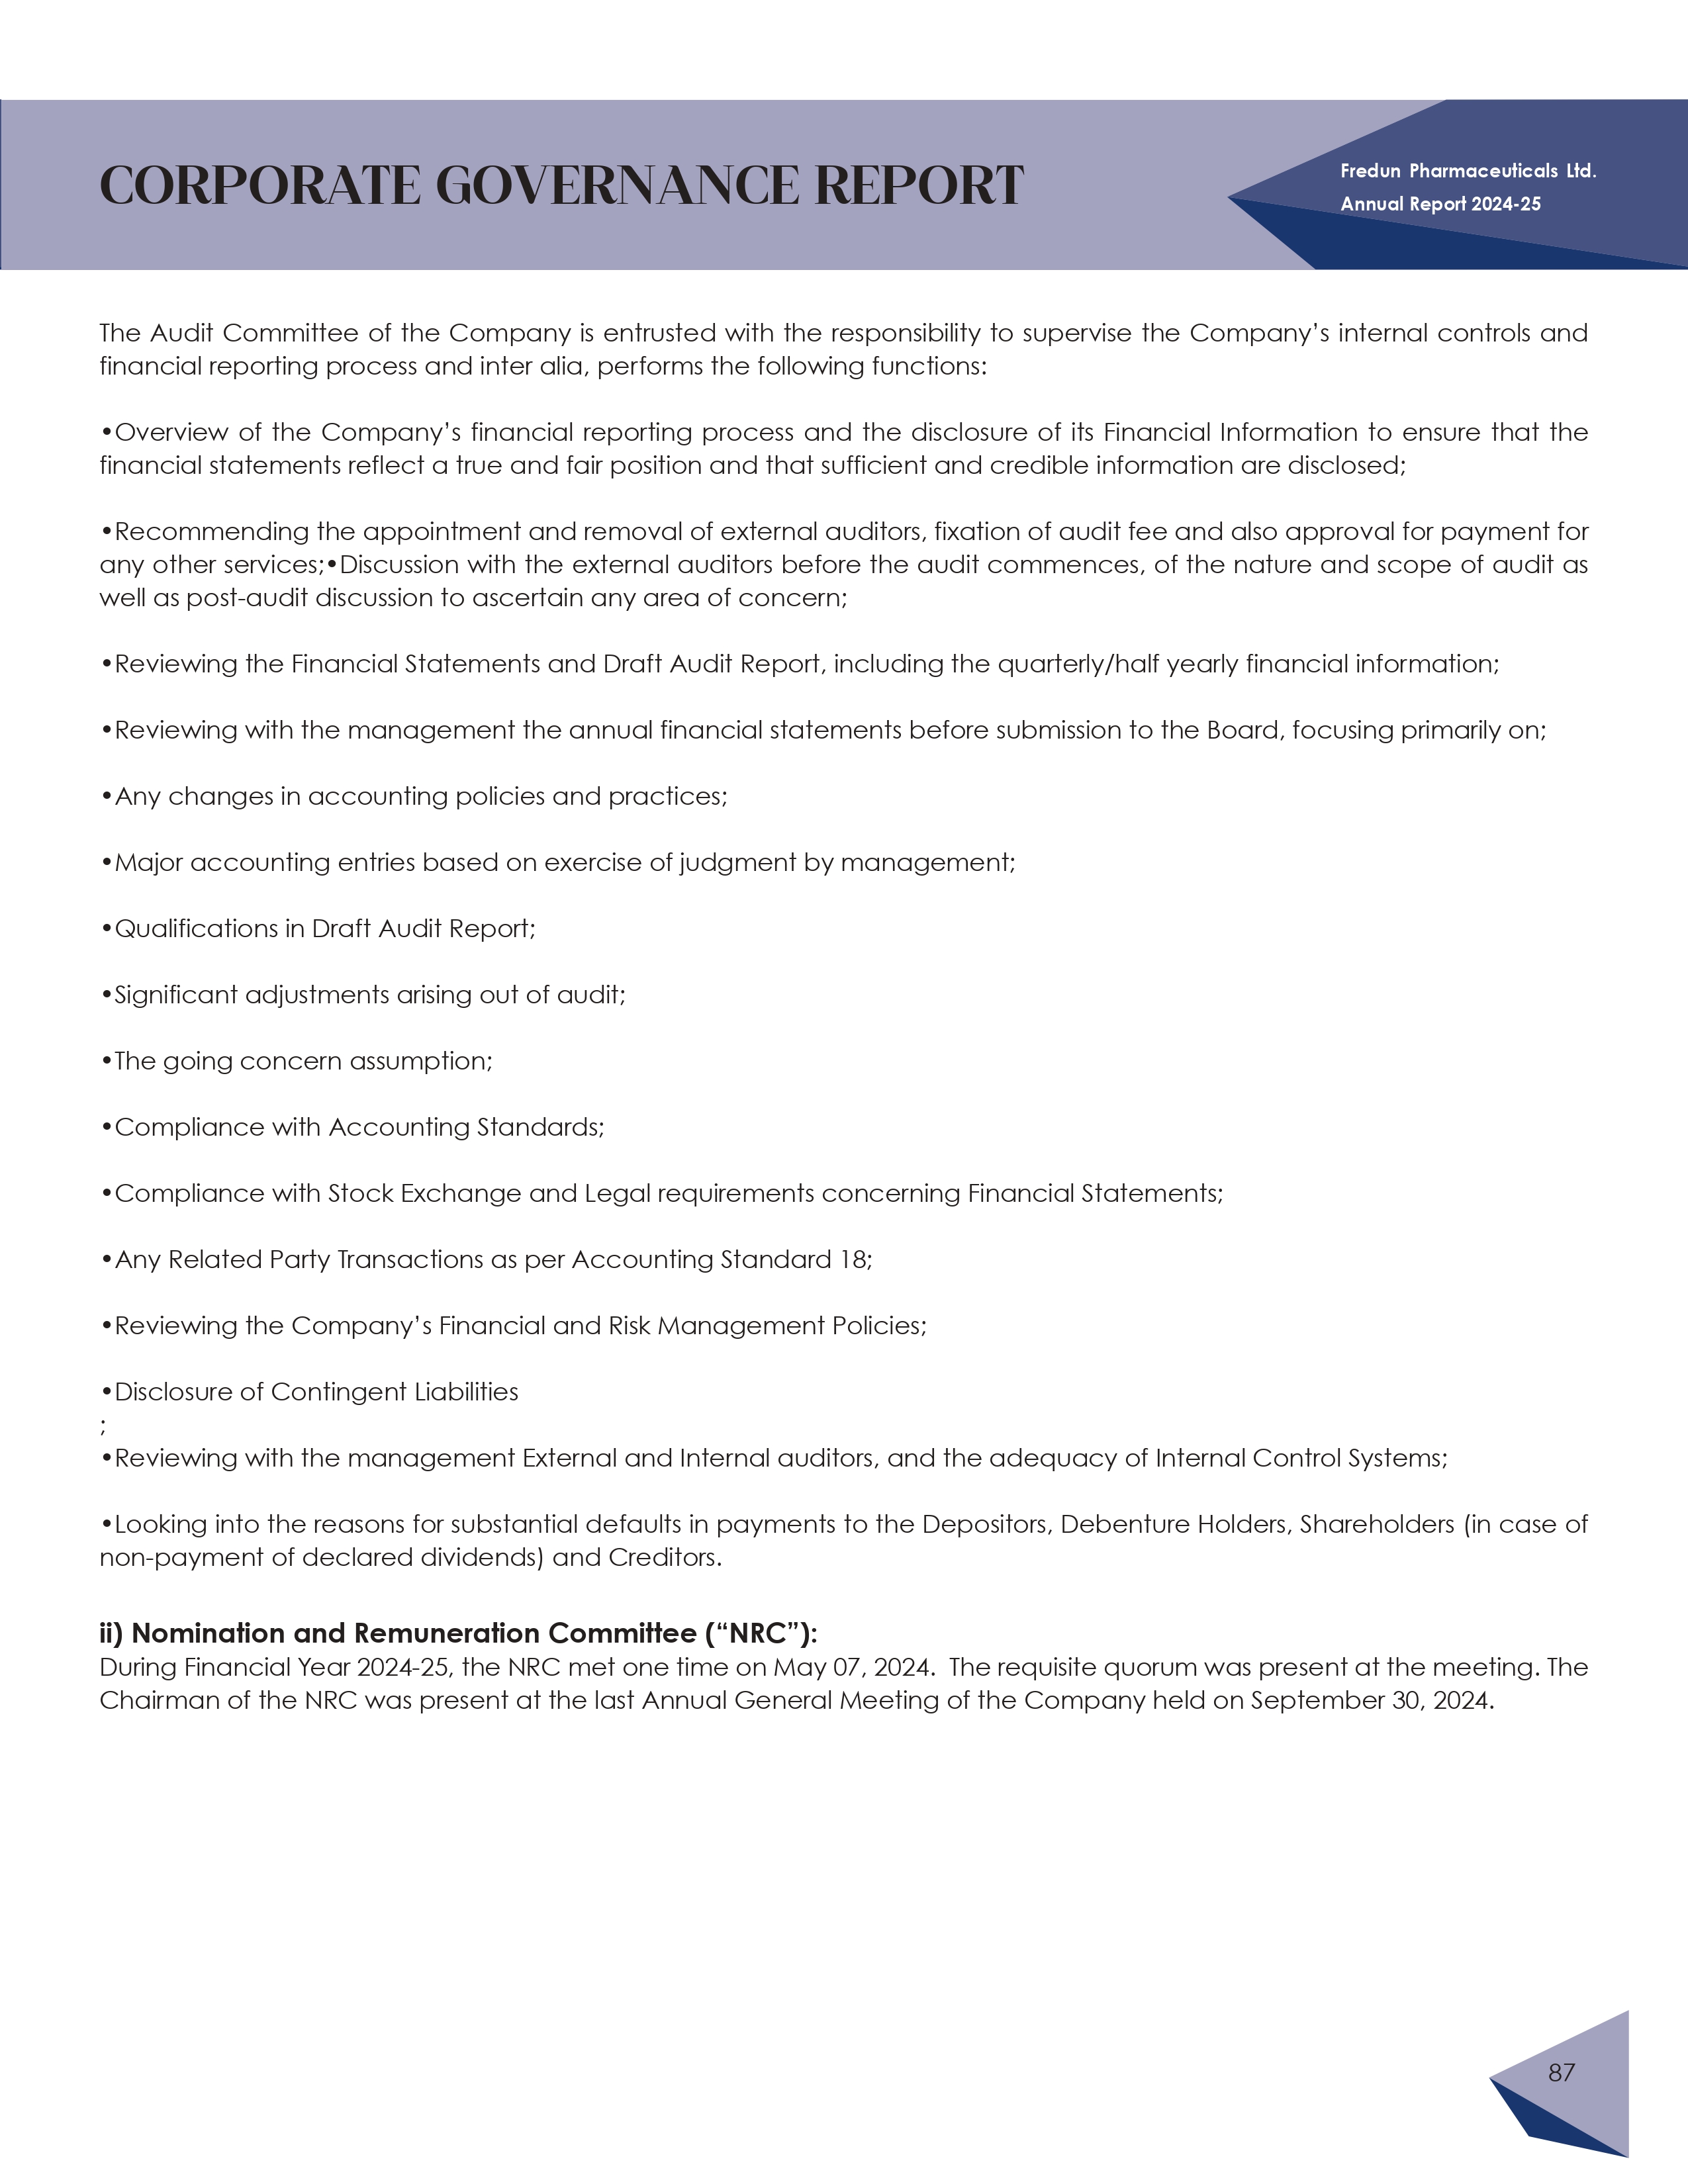 CORPORATE GOVERNANCE REPORT
Fredun Pharmaceuticals Ltd.
Annual Report 2024-25
The Audit Committee of the Company is entrusted with the responsibility to supervise the Company’s internal controls and
financial reporting process and inter alia, performs the following functions:
•Overview of the Company’s financial reporting process and the disclosure of its Financial Information to ensure that the
financial statements reflect a true and fair position and that sufficient and credible information are disclosed;
•Recommending the appointment and removal of external auditors, fixation of audit fee and also approval for payment for
any other services;•Discussion with the external auditors before the audit commences, of the nature and scope of audit as
well as post-audit discussion to ascertain any area of concern;
•Reviewing the Financial Statements and Draft Audit Report, including the quarterly/half yearly financial information;
•Reviewing with the management the annual financial statements before submission to the Board, focusing primarily on;
•Any changes in accounting policies and practices;
•Major accounting entries based on exercise of judgment by management;
•Qualifications in Draft Audit Report;
•Significant adjustments arising out of audit;
•The going concern assumption;
•Compliance with Accounting Standards;
•Compliance with Stock Exchange and Legal requirements concerning Financial Statements;
•Any Related Party Transactions as per Accounting Standard 18;
•Reviewing the Company’s Financial and Risk Management Policies;
•Disclosure of Contingent Liabilities
;
•Reviewing with the management External and Internal auditors, and the adequacy of Internal Control Systems;
•Looking into the reasons for substantial defaults in payments to the Depositors, Debenture Holders, Shareholders (in case of
non-payment of declared dividends) and Creditors.
ii) Nomination and Remuneration Committee (“NRC”):
During Financial Year 2024-25, the NRC met one time on May 07, 2024.  The requisite quorum was present at the meeting. The
Chairman of the NRC was present at the last Annual General Meeting of the Company held on September 30, 2024.
87